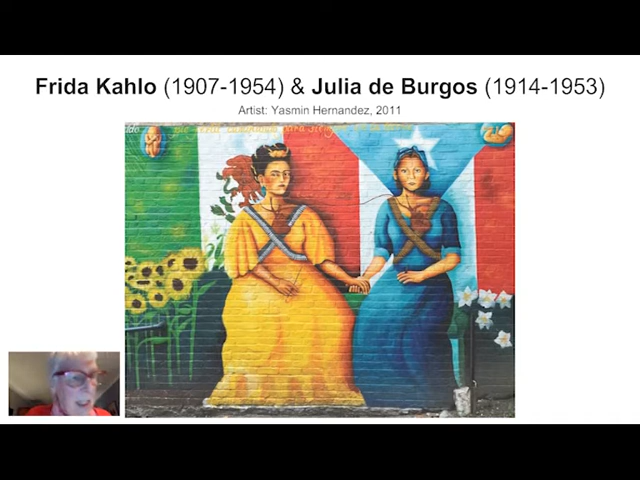 Frida Kahlo (1907-1954) & Julia de Burgos (1914-1953)
Artist: Yasmin Hernandez, 2011